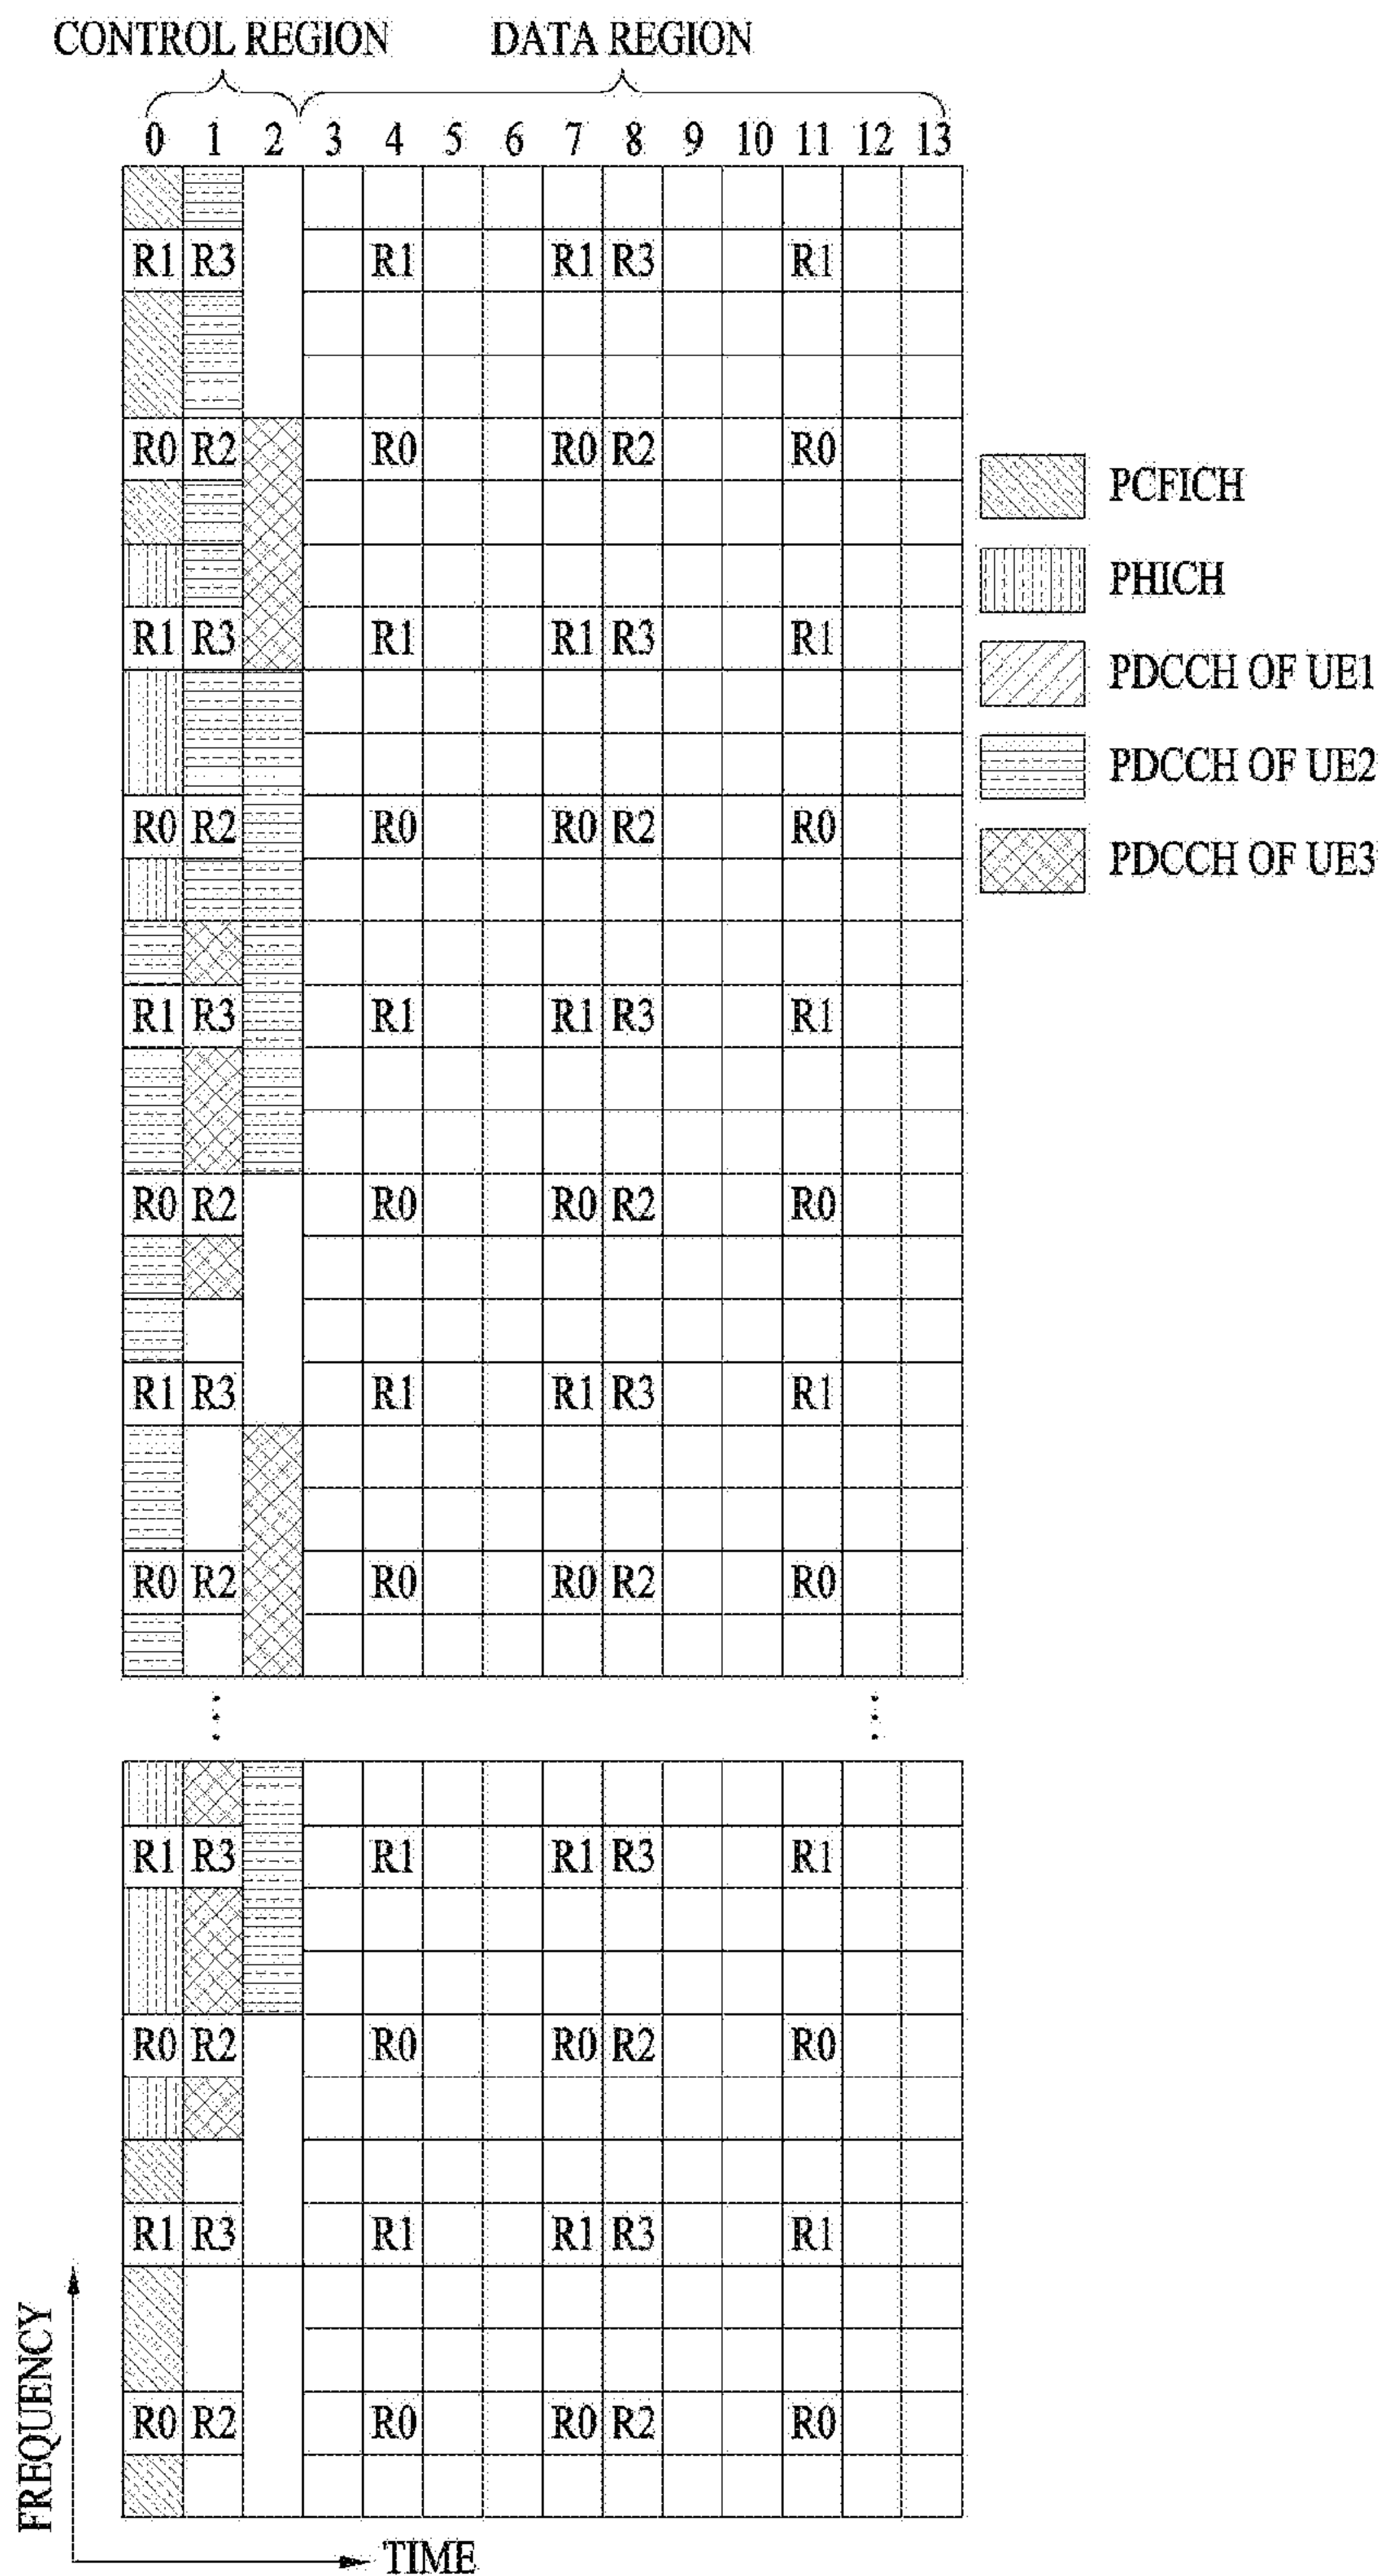 CONTROL REGION DATA REGION
0 1 2 3 4 5 6 7 8 9 10 11 12 13
R1 R3 R1 R1 R3 R1
R0 R2 R0 R0 R2 R0
PCFICH
PHICH
R1 R3 R1 R1 R3 R1
PDCCH OF UE1
PDCCH OF UE2
R0 R2 R0 R0 R2 R0
PDCCH OF UE3
R1 R3 R1 R1 R3 R1
R0 R2 R0 R0 R2 R0
R1 R3 R1 R1 R3 R1
R0 R2 R0 R0 R2 R0
R1 R3 R1 R1 R3 R1
R0 R2 R0 R0 R2 R0
R1 R3 R1 R1 R3 R1
R0 R2 R0 R0 R2 R0
FREQUENCY
TIME